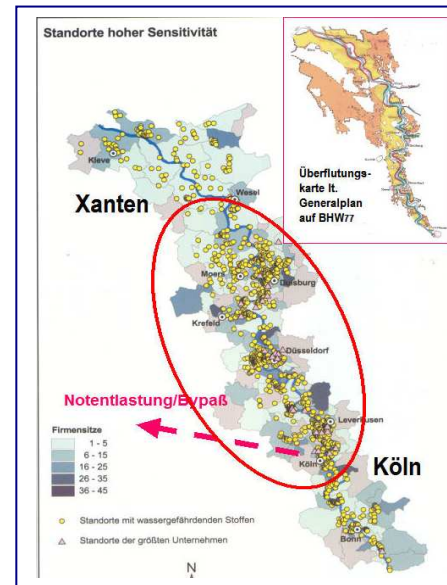 Standorte hoher Sensitivität
Überflutungs-
karte lt.
Generalplan
auf BHW77
Kleve
Xanten
Wesel
Moers
Duisburg
Krefeld
Düsseldorf
Notentlastung/Bypaß
Leverkusen
Firmensitze
Köln
Köln
1 - 5
6 - 15
16 - 25
26 - 35
36 - 45
Standorte mit wassergefährdenden Stoffen
Standorte der größten Unternehmen
Bonn
N